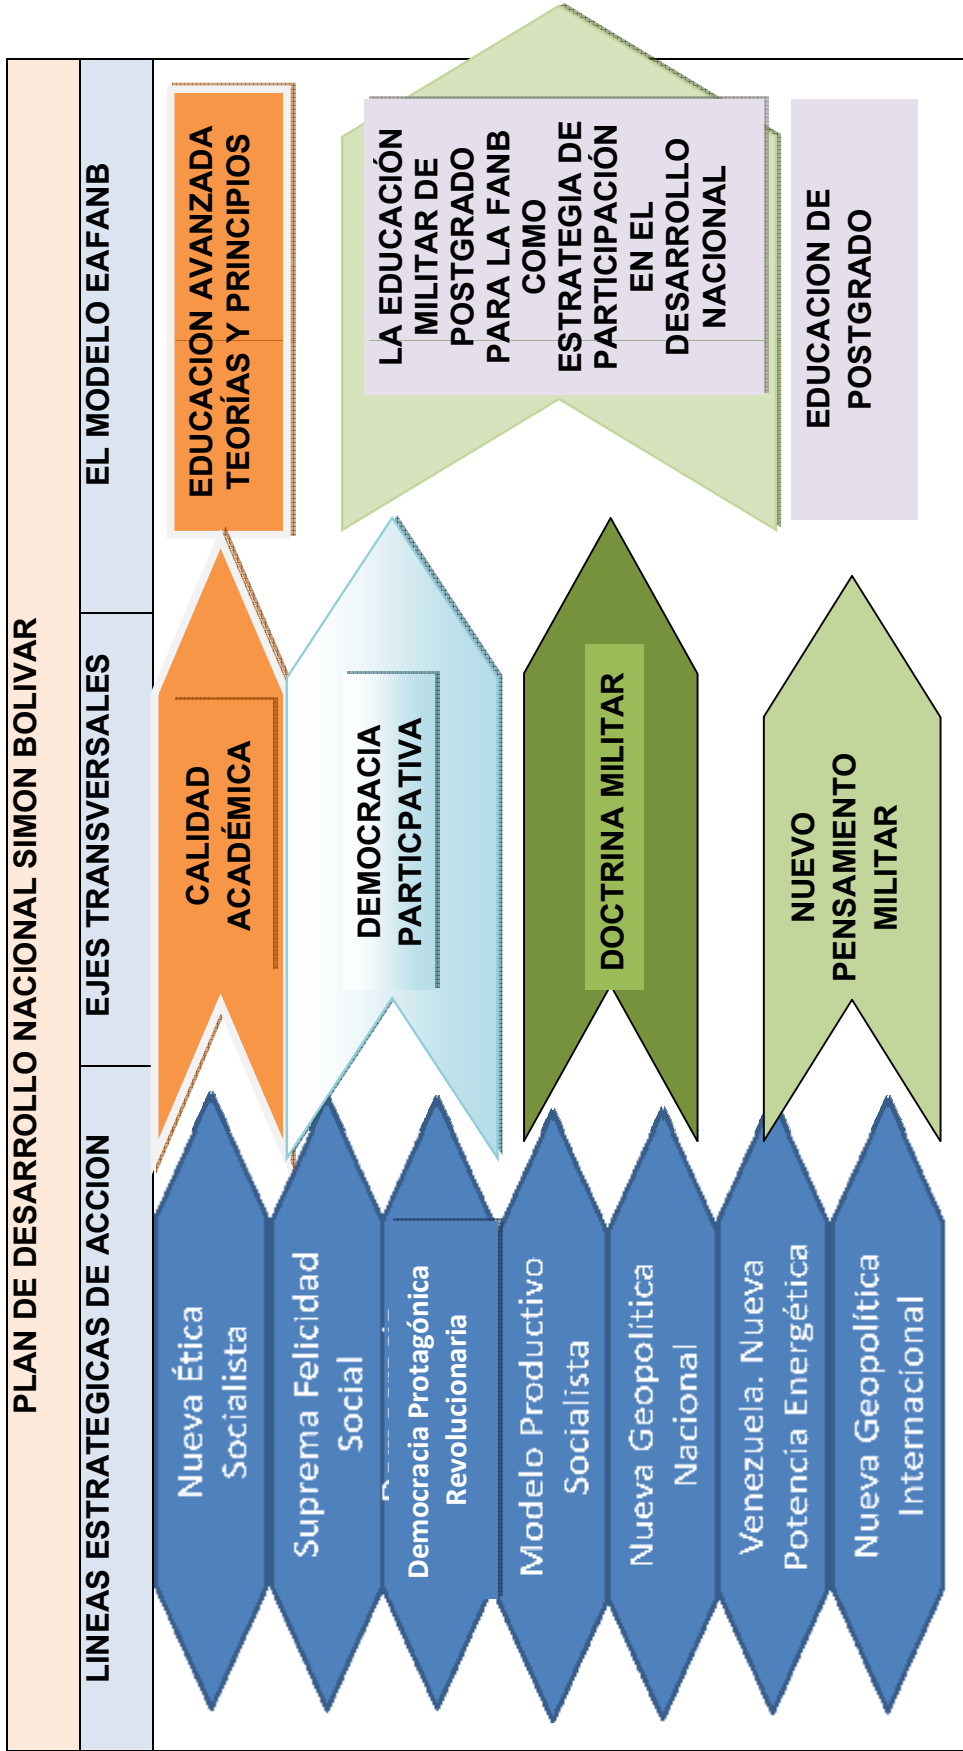 PLAN DE DESARROLLO NACIONAL SIMON BOLIVAR
LINEAS ESTRATEGICAS DE ACCION
EJES TRANSVERSALES
EL MODELO EAFANB
Nueva Ética
Socialista
Suprema Felicidad
Social
Democracia Protagónica
Revolucionaria
Modelo Productivo
Socialista
Nueva Geopolítica
Nacional
Venezuela. Nueva
Potencia Energética
Nueva Geopolítica
Internacional
CALIDAD
ACADÉMICA
DEMOCRACIA
PARTICPATIVA
DOCTRINA MILITAR
NUEVO
PENSAMIENTO
MILITAR
EDUCACION AVANZADA
TEORÍAS Y PRINCIPIOS
LA EDUCACIÓN
MILITAR DE
POSTGRADO
PARA LA FANB
COMO
ESTRATEGIA DE
PARTICIPACIÓN
EN EL
DESARROLLO
NACIONAL
EDUCACION DE
POSTGRADO